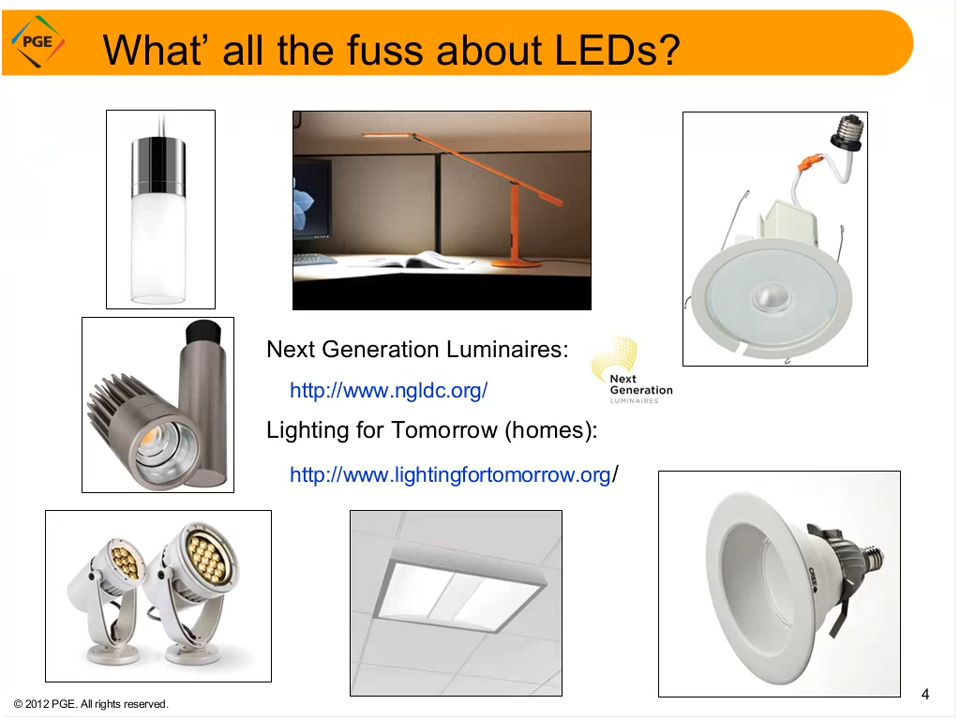 PGE
What’ all the fuss about LEDs?
Next Generation Luminaires:
http://www.ngldc.org/
Next
Generation
LUMINAIRES
Lighting for Tomorrow (homes):
http://www.lightingfortomorrow.org/
CREE
© 2012 PGE. All rights reserved.
4